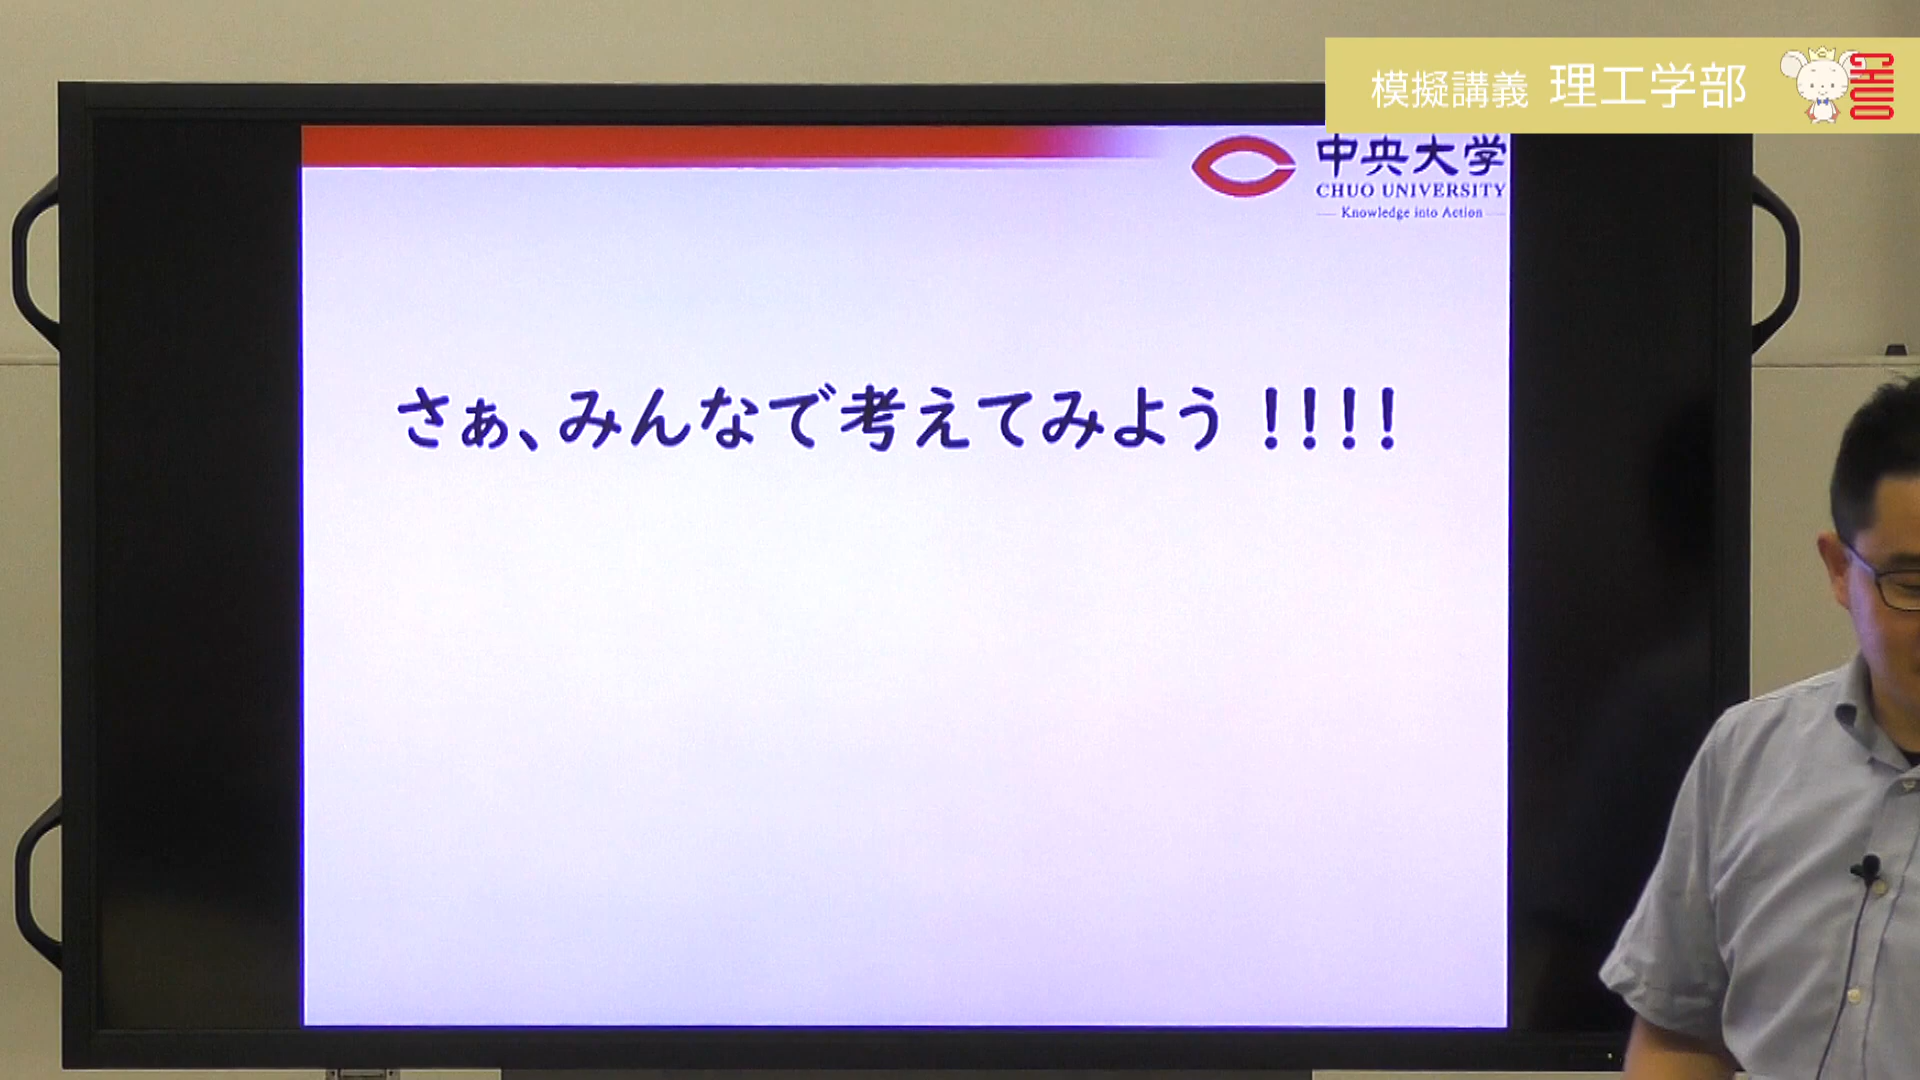 模擬講義 理工学部
CHUO
中央大学
CHUO UNIVERSITY
Knowledge into Action
さぁ、みんなで考えてみよう！！！！